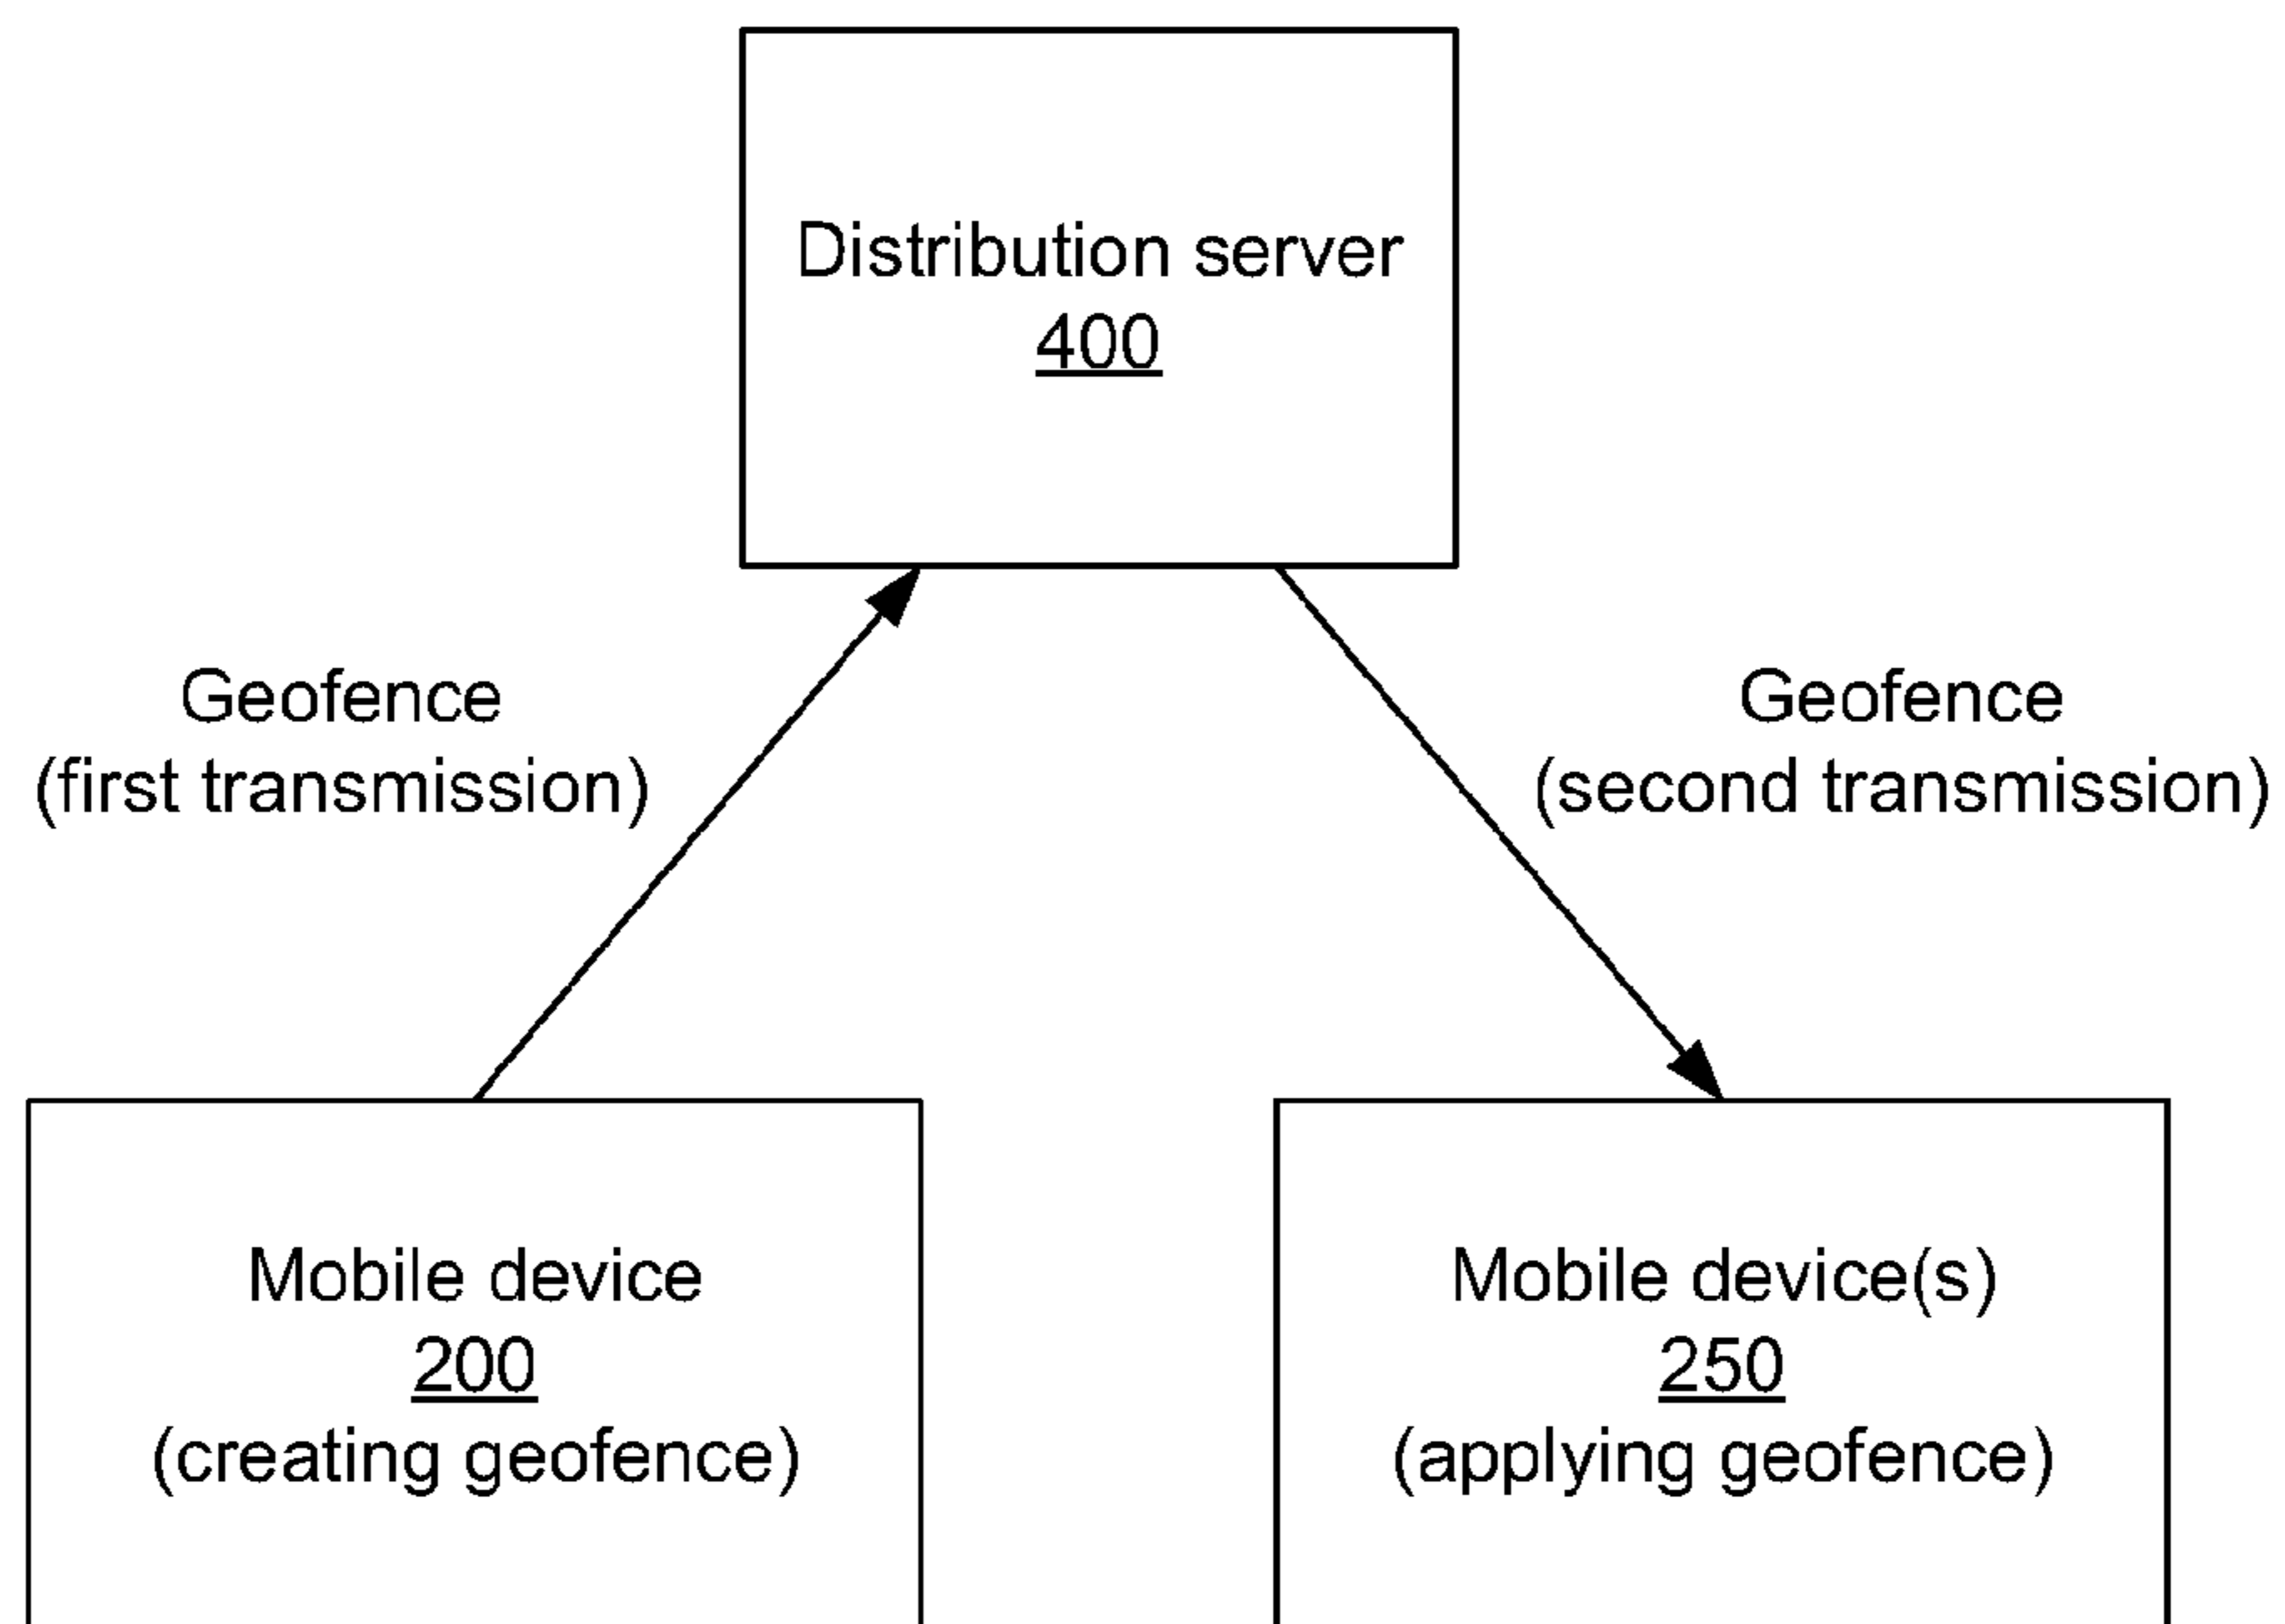 Distribution server
400
Geofence
(first transmission)
Geofence
(second transmission)
Mobile device
200
(creating geofence)
Mobile device(s)
250
(applying geofence)